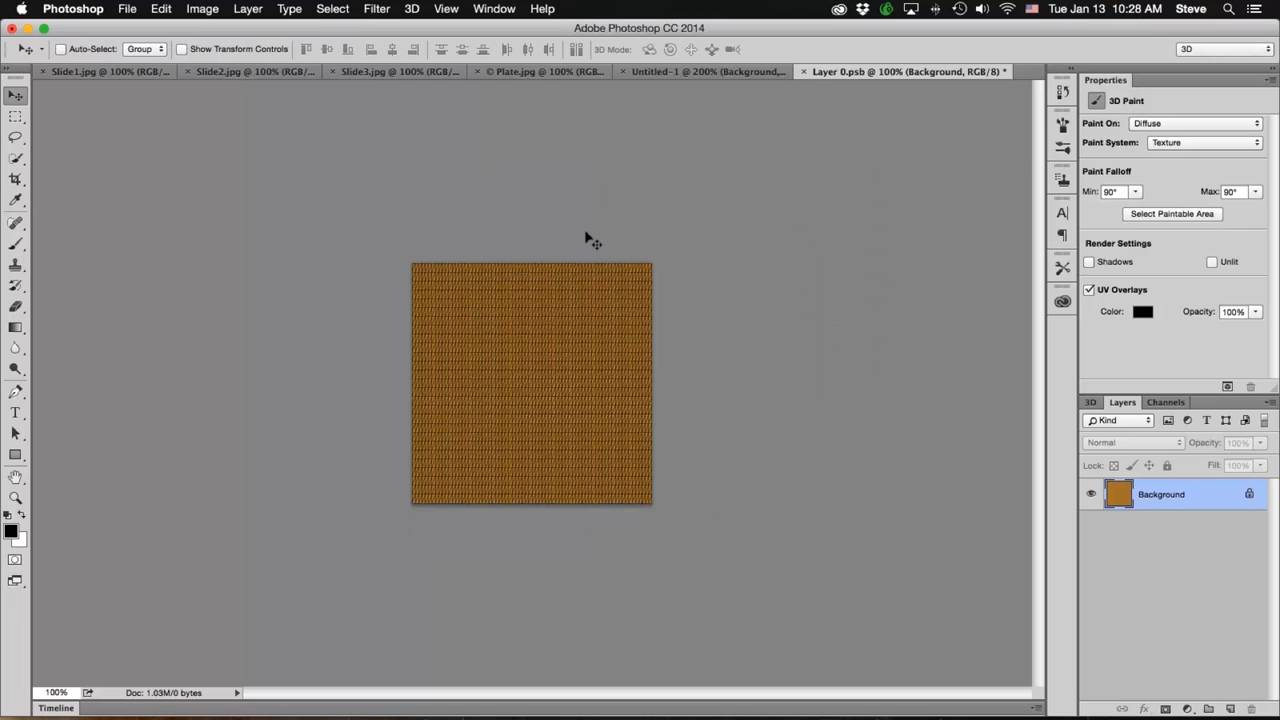 Photoshop File Edit Image Layer Type Select Filter 3D View Window Help Tue Jan 13 10:28 AM Steve
Adobe Photoshop CC 2014
Auto-Select: Group Show Transform Controls 3D Mode: 3D
Slide1.jpg @ 100% (RGB/... Slide2.jpg @ 100% (RGB/... Slide3.jpg @ 100% (RGB/... © Plate.jpg @ 100% (RGB... Untitled-1 @ 200% (Background,... Layer 0.psb @ 100% (Background, RGB/8) *
Properties
3D Paint
Paint On: Diffuse
Paint System: Texture
Paint Falloff
Min: 90° Max: 90°
Select Paintable Area
Render Settings
Shadows Unlit
UV Overlays
Color: Opacity: 100%
3D Layers Channels
Kind
Normal Opacity: 100%
Lock: Fill: 100%
Background
100% Doc: 1.03M/0 bytes
Timeline